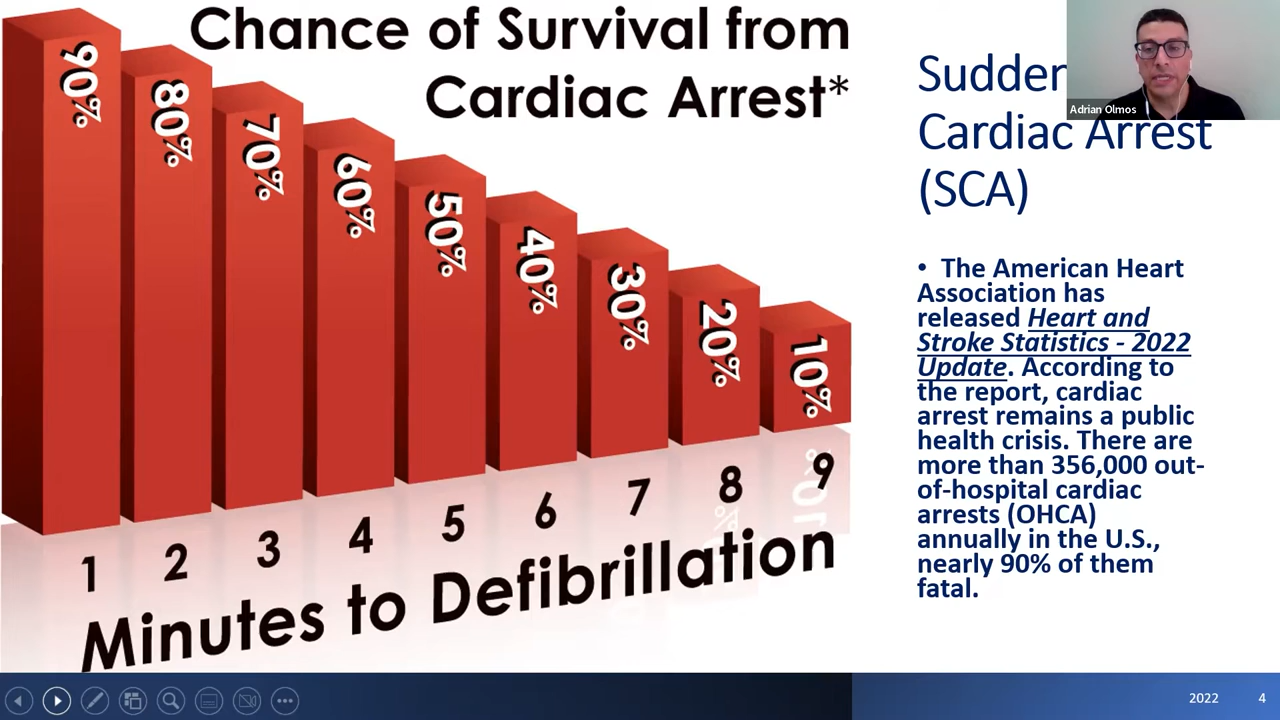 Chance of Survival from
Cardiac Arrest*
90%
80%
70%
60%
50%
40%
30%
20%
10%
1
2
3
4
5
6
7
8
9
Minutes to Defibrillation
Adrian Olmos
Cardiac Arrest
(SCA)
• The American Heart
Association has
released Heart and
Stroke Statistics - 2022
Update. According to
the report, cardiac
arrest remains a public
health crisis. There are
more than 356,000 out-
of-hospital cardiac
arrests (OHCA)
annually in the U.S.,
nearly 90% of them
fatal.
2022
4